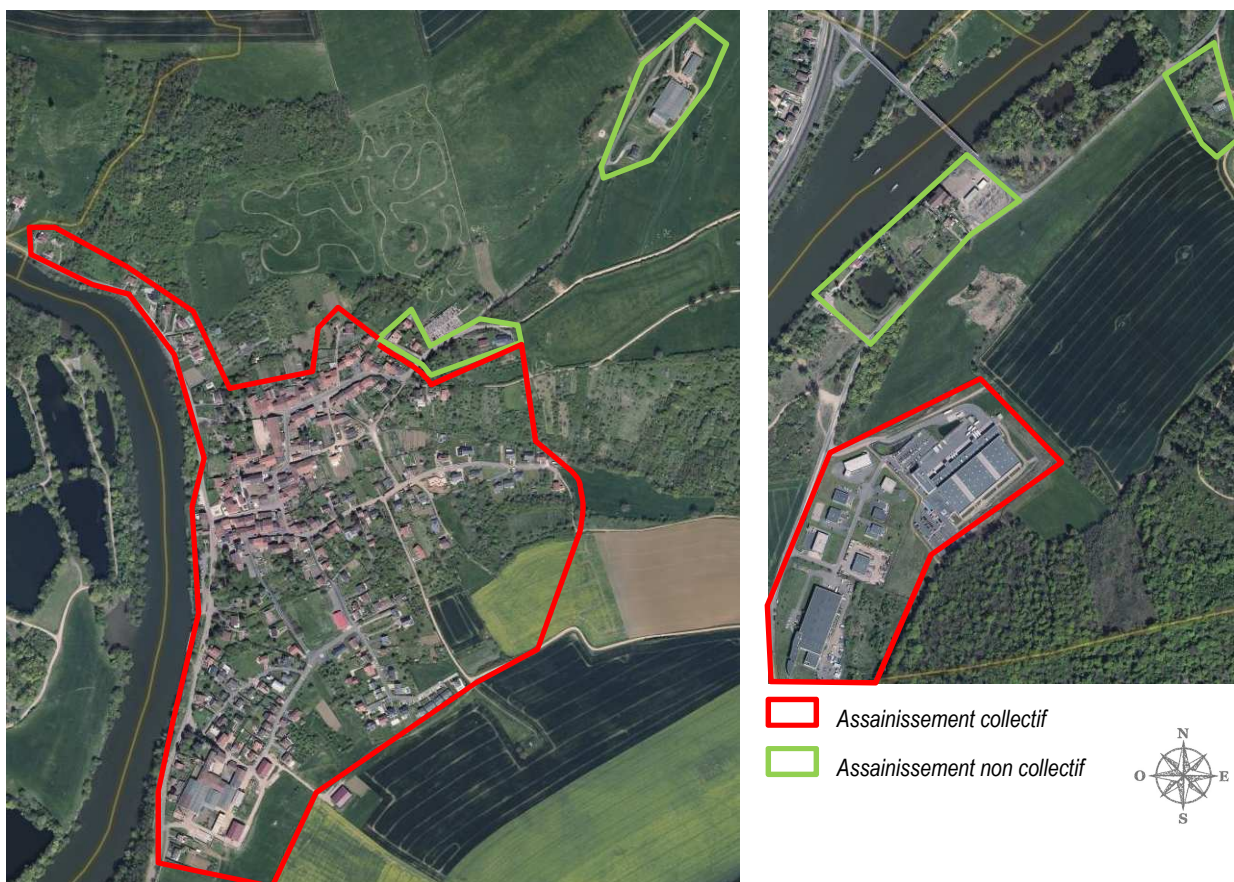 Assainissement collectif
Assainissement non collectif
N
O E
S